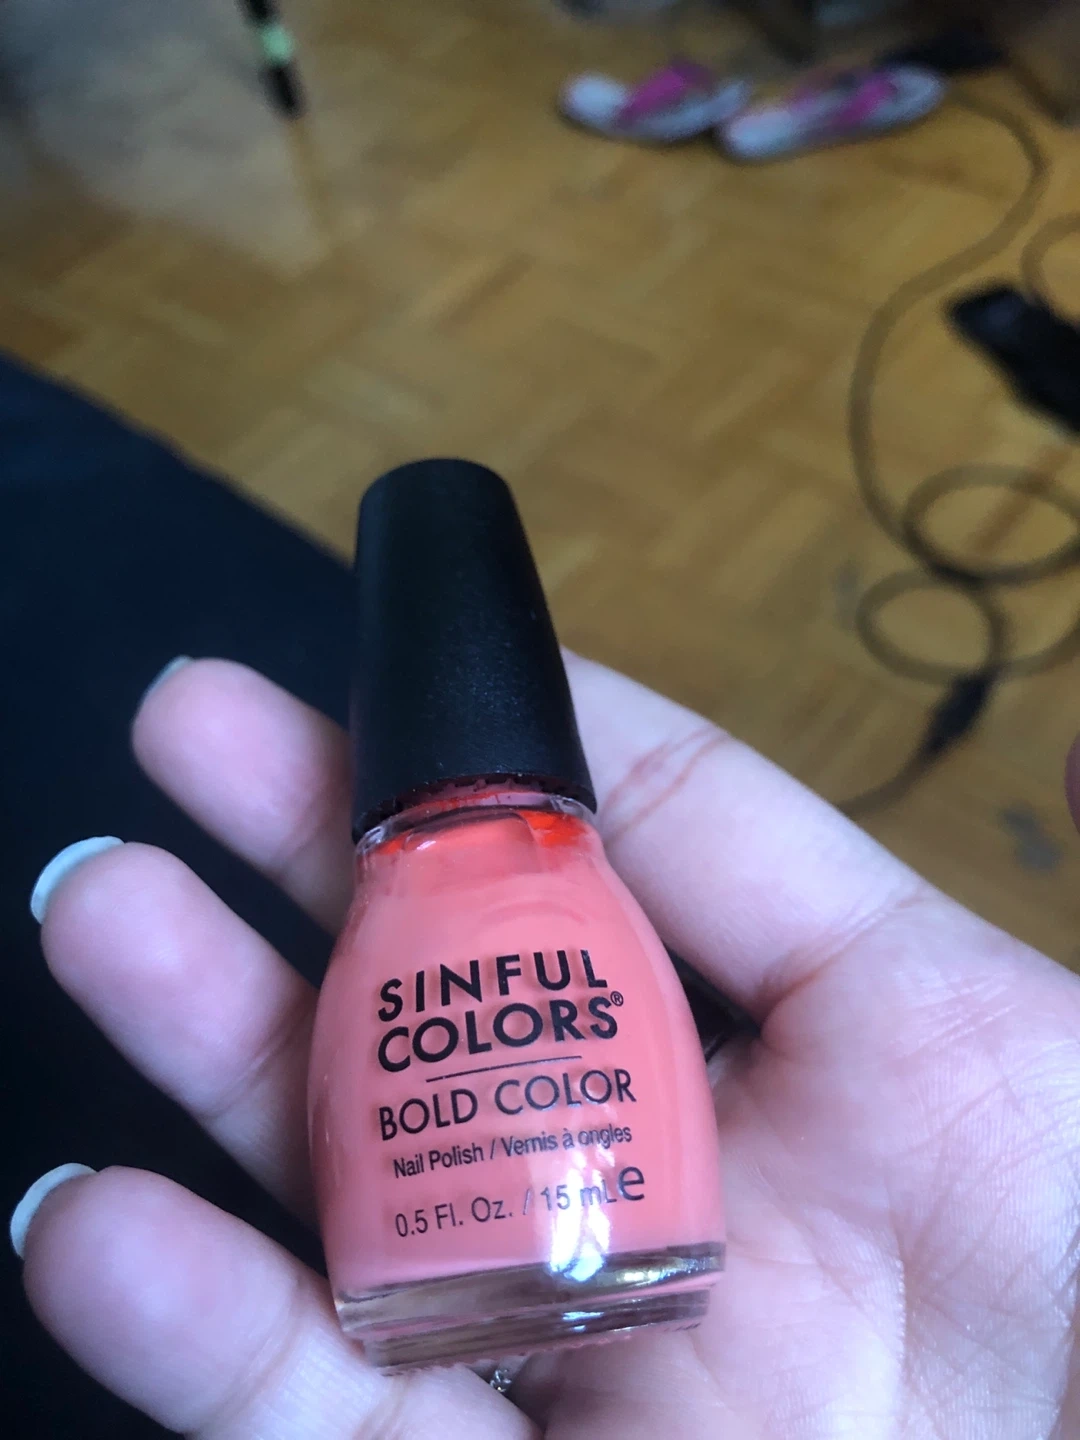 SINFUL
COLORS®
BOLD COLOR
Nail Polish / Vernis à ongles
0.5 Fl. Oz. / 15 mL e